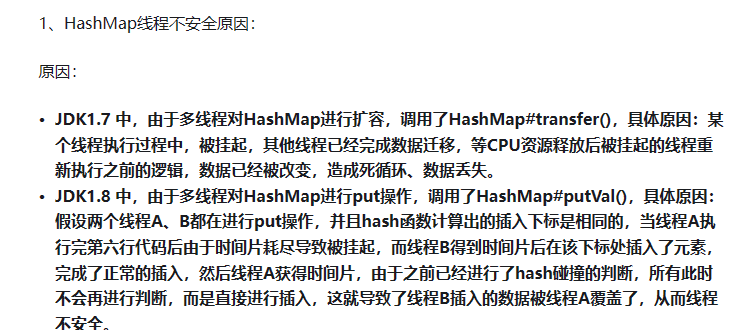 1、HashMap线程不安全原因：
原因：
• JDK1.7 中，由于多线程对HashMap进行扩容，调用了HashMap#transfer()，具体原因：某
个线程执行过程中，被挂起，其他线程已经完成数据迁移，等CPU资源释放后被挂起的线程重
新执行之前的逻辑，数据已经被改变，造成死循环、数据丢失。
• JDK1.8 中，由于多线程对HashMap进行put操作，调用了HashMap#putVal()，具体原因：
假设两个线程A、B都在进行put操作，并且hash函数计算出的插入下标是相同的，当线程A执
行完第六行代码后由于时间片耗尽导致被挂起，而线程B得到时间片后在该下标处插入了元素，
完成了正常的插入，然后线程A获得时间片，由于之前已经进行了hash碰撞的判断，所有此时
不会再进行判断，而是直接进行插入，这就导致了线程B插入的数据被线程A覆盖了，从而线程
不安全。